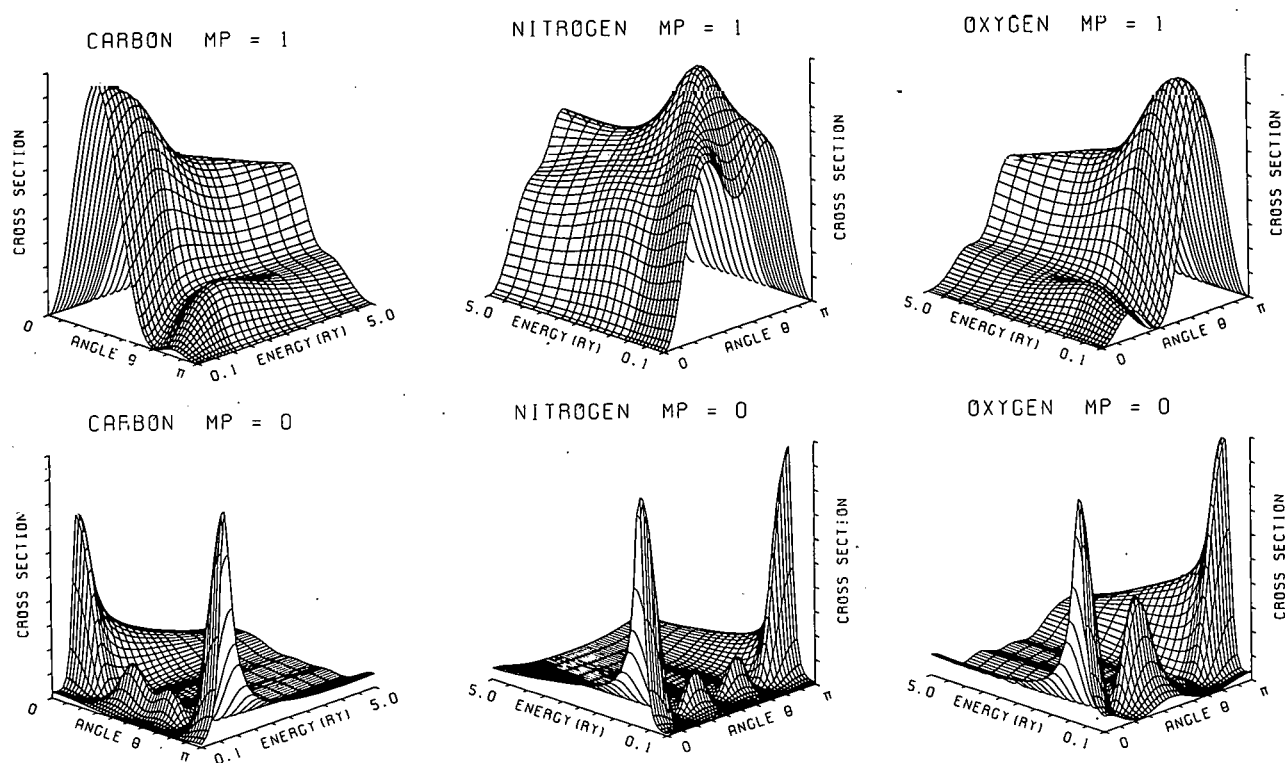 CARBON MP = 1
CROSS SECTION
0
ANGLE θ
π
0.1
ENERGY (RY)
5.0
NITROGEN MP = 1
5.0
ENERGY (RY)
0.1
0
ANGLE θ
π
CROSS SECTION
OXYGEN MP = 1
5.0
ENERGY (RY)
0.1
0
ANGLE θ
π
CROSS SECTION
CARBON MP = 0
CROSS SECTION
0
ANGLE θ
π
0.1
ENERGY (RY)
5.0
NITROGEN MP = 0
5.0
ENERGY (RY)
0.1
0
ANGLE θ
π
CROSS SECTION
OXYGEN MP = 0
5.0
ENERGY (RY)
0.1
0
ANGLE θ
π
CROSS SECTION